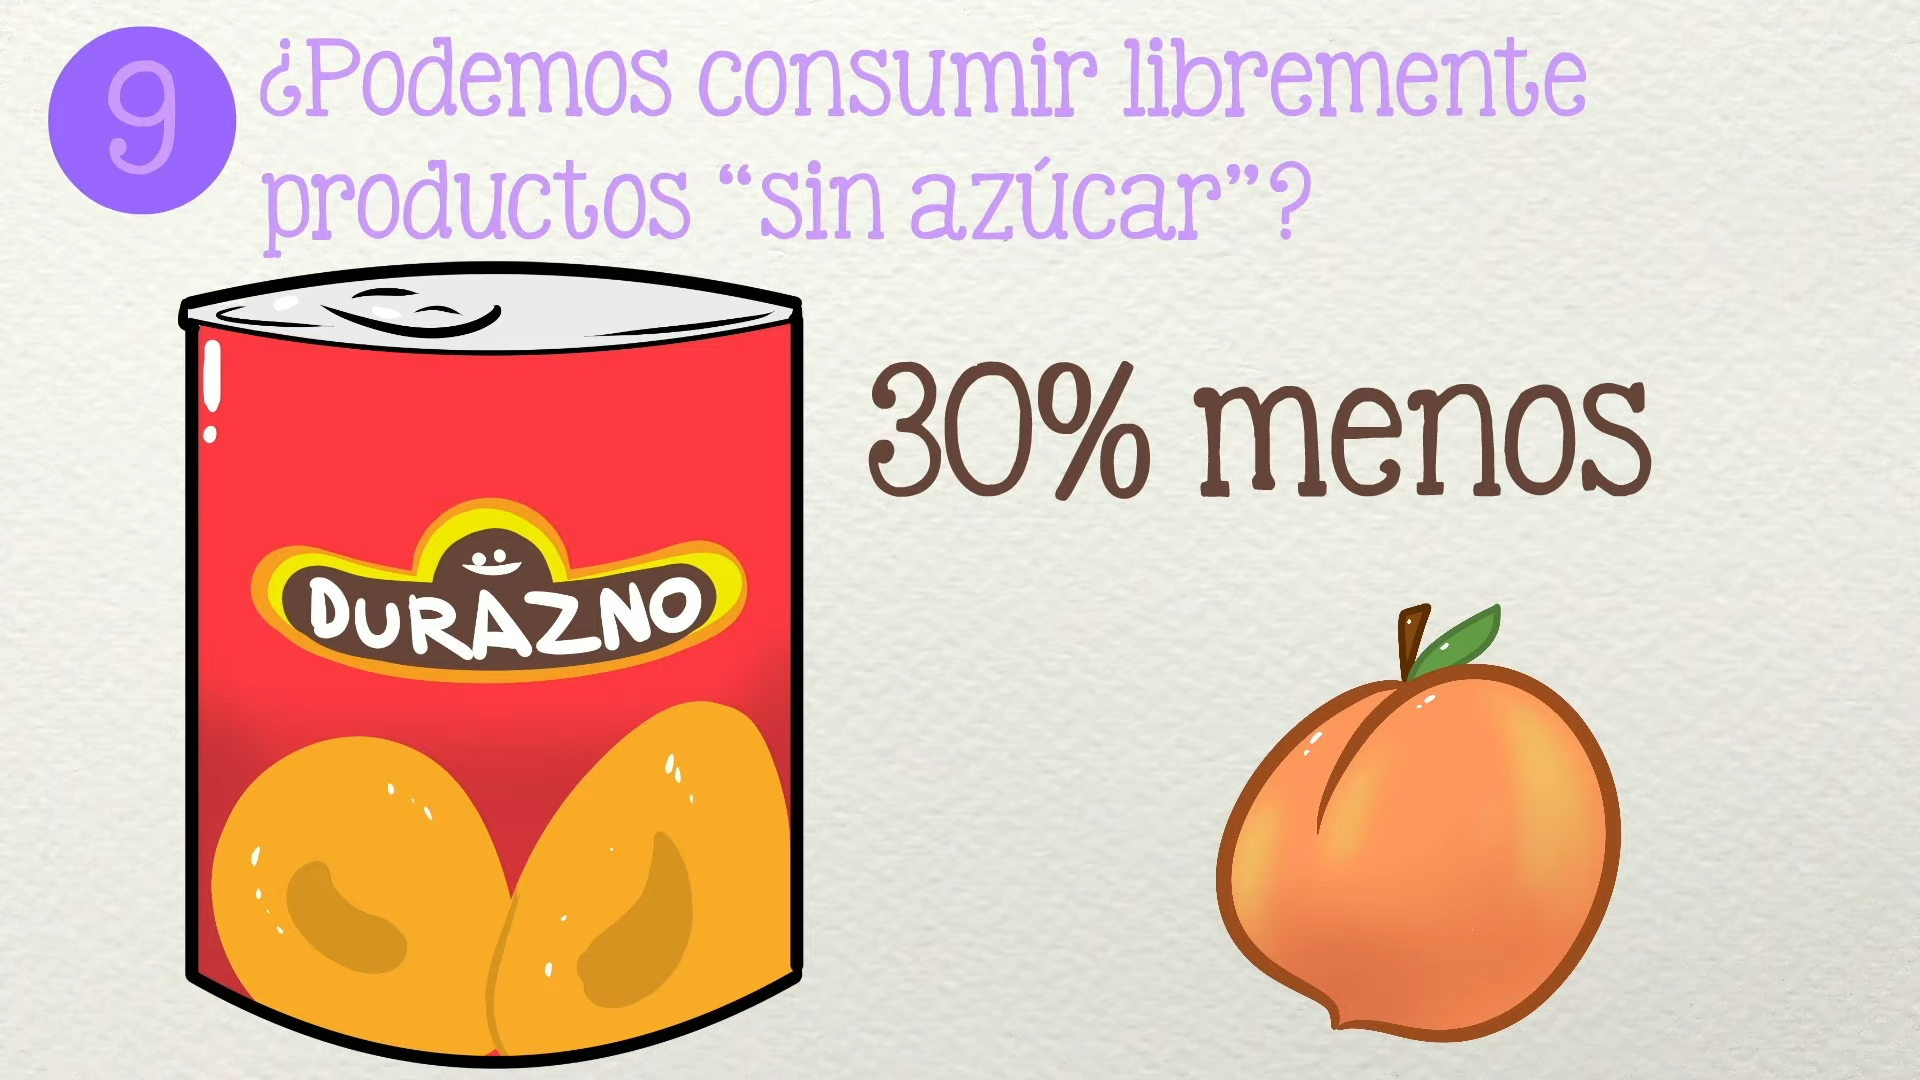 9
¿Podemos consumir libremente
productos “sin azúcar”?
30% menos
DURAZNO